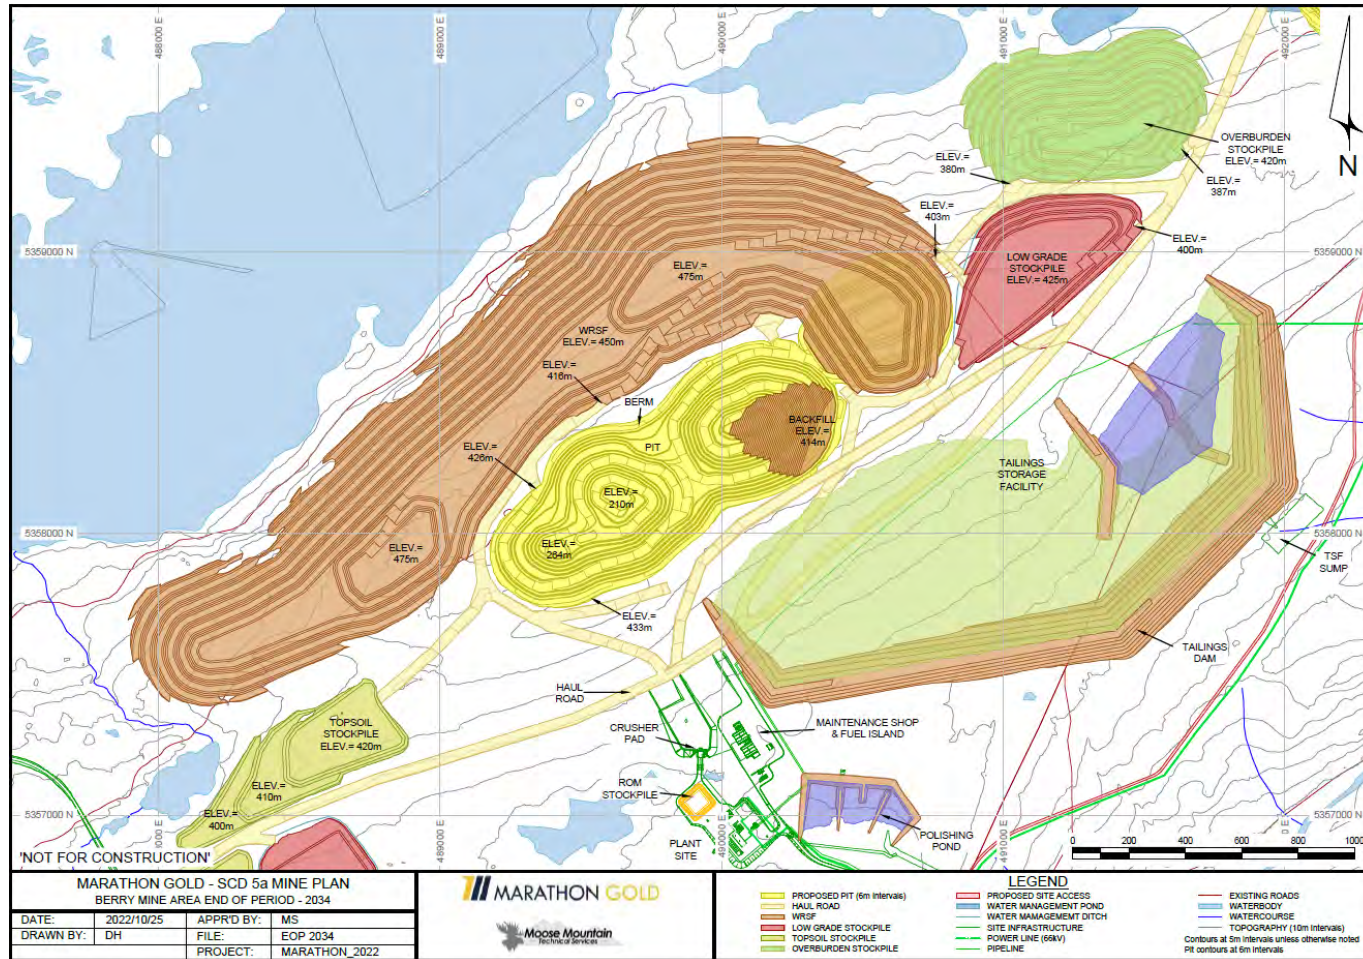 488000 E
489000 E
490000 E
491000 E
492000 E
OVERBURDEN
STOCKPILE
ELEV.= 420m
ELEV.=
380m
ELEV.=
387m
N
ELEV.=
403m
ELEV.=
400m
5359000 N
5359000 N
LOW GRADE
STOCKPILE
ELEV.= 425m
ELEV.=
475m
WRSF
ELEV.= 450m
ELEV.=
416m
BERM
BACKFILL
ELEV.=
414m
PIT
ELEV.=
426m
TAILINGS
STORAGE
FACILITY
ELEV.=
210m
5358000 N
5358000 N
ELEV.=
264m
ELEV.=
475m
TSF
SUMP
ELEV.=
433m
TAILINGS
DAM
HAUL
ROAD
TOPSOIL
STOCKPILE
ELEV.= 420m
CRUSHER
PAD
MAINTENANCE SHOP
& FUEL ISLAND
ELEV.=
410m
ROM
STOCKPILE
ELEV.=
400m
5357000 N
5357000 N
POLISHING
POND
PLANT
SITE
489000 E
490000 E
491000 E
0 200 400 600 800 1000
'NOT FOR CONSTRUCTION'
MARATHON GOLD - SCD 5a MINE PLAN
BERRY MINE AREA END OF PERIOD - 2034
DATE: 2022/10/25 APPR'D BY: MS
DRAWN BY: DH FILE: EOP 2034
PROJECT: MARATHON_2022
MARATHON GOLD
Moose Mountain
Technical Services
LEGEND
PROPOSED PIT (6m Intervals)
HAUL ROAD
WRSF
LOW GRADE STOCKPILE
TOPSOIL STOCKPILE
OVERBURDEN STOCKPILE
PROPOSED SITE ACCESS
WATER MANAGEMENT POND
WATER MAMAGEMEMT DITCH
SITE INFRASTRUCTURE
POWER LINE (66kV)
PIPELINE
EXISTING ROADS
WATERBODY
WATERCOURSE
TOPOGRAPHY (10m Intervals)
Contours at 5m intervals unless otherwise noted
Pit contours at 6m intervals